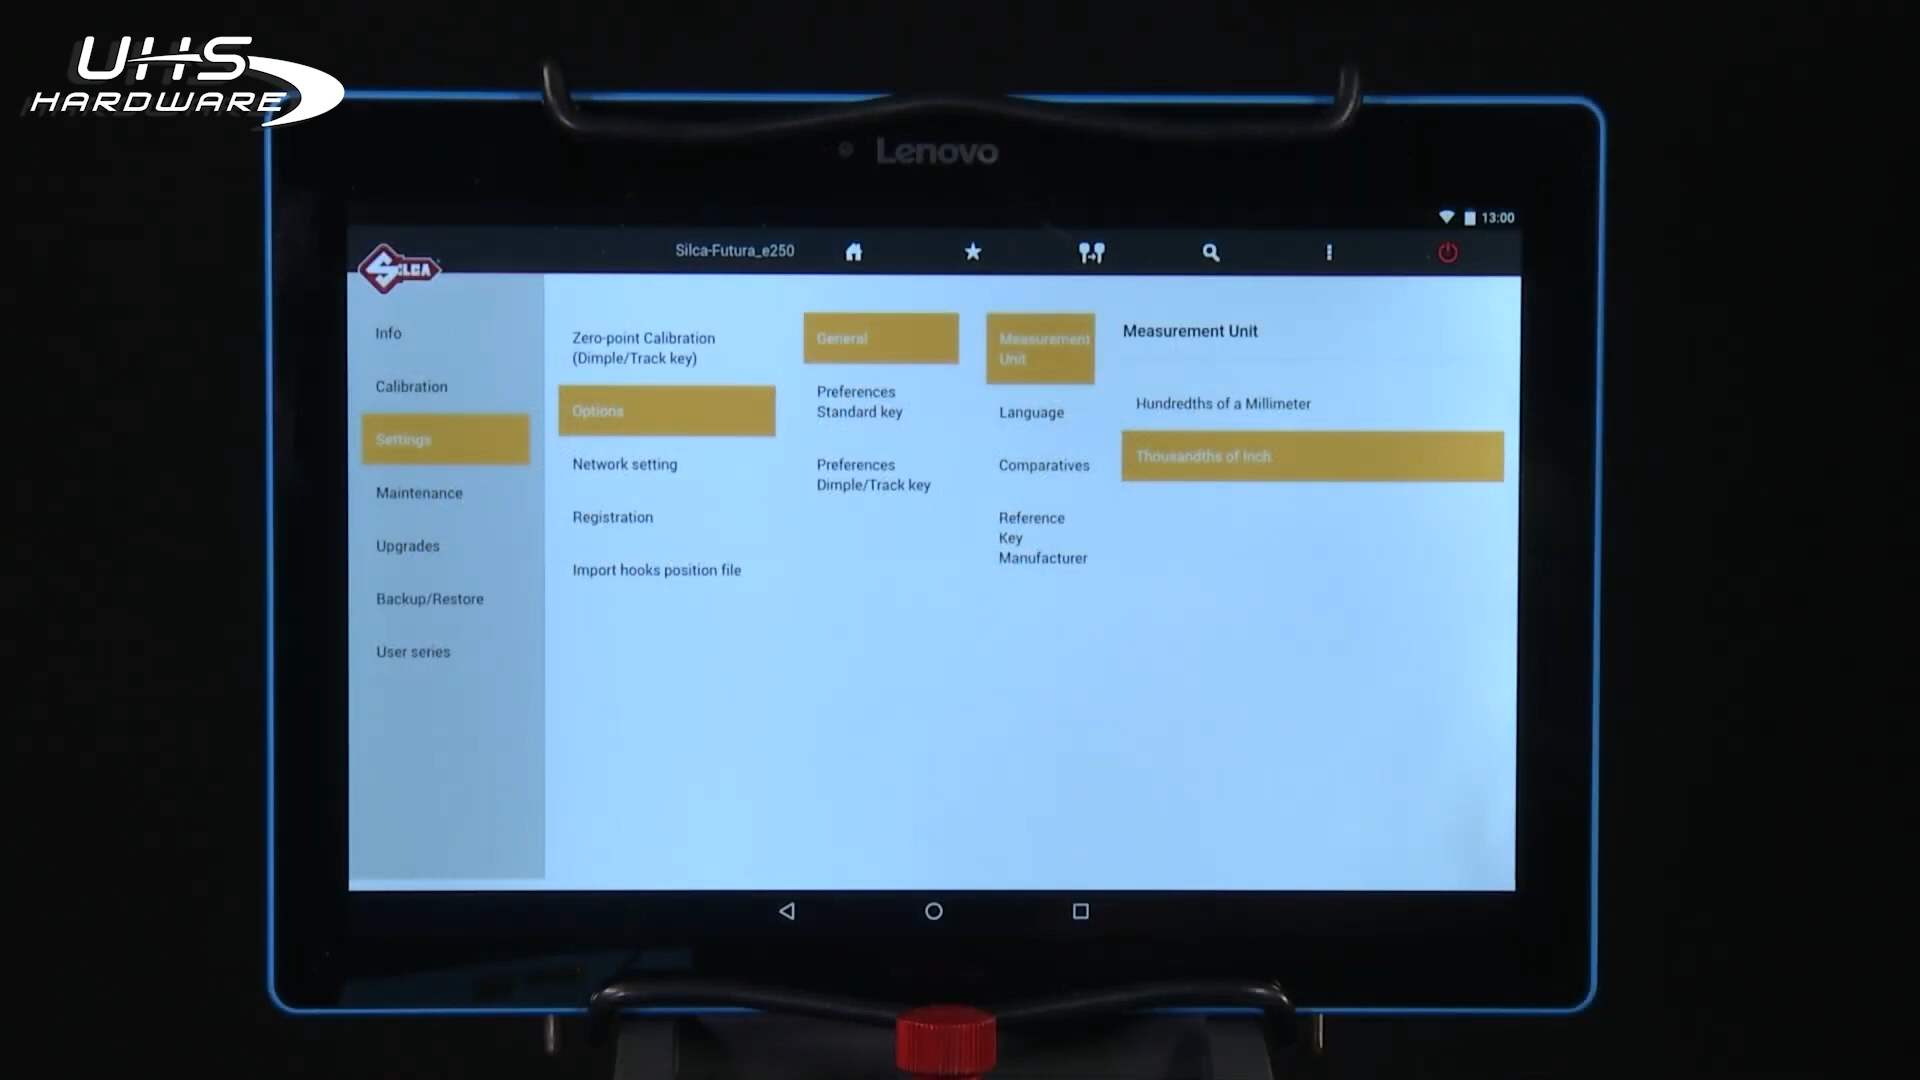 UHS
HARDWARE
Lenovo
13:00
SILCA
Silca-Futura_e250
Info
Calibration
Settings
Maintenance
Upgrades
Backup/Restore
User series
Zero-point Calibration
(Dimple/Track key)
Options
Network setting
Registration
Import hooks position file
General
Preferences
Standard key
Preferences
Dimple/Track key
Measurement
Unit
Language
Comparatives
Reference
Key
Manufacturer
Measurement Unit
Hundredths of a Millimeter
Thousandths of Inch